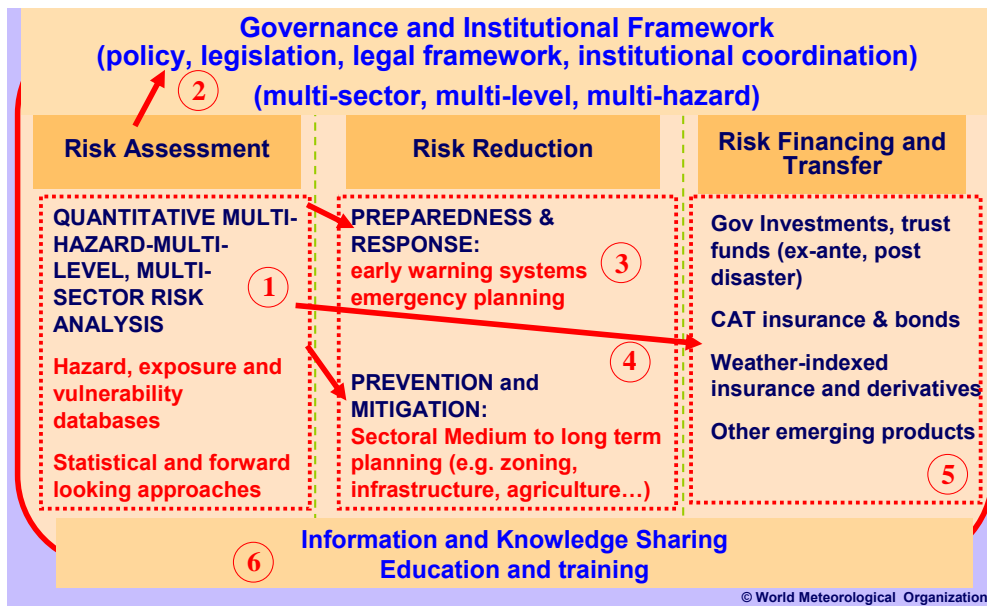 Governance and Institutional Framework
(policy, legislation, legal framework, institutional coordination)
2
(multi-sector, multi-level, multi-hazard)
Risk Assessment
QUANTITATIVE MULTI-
HAZARD-MULTI-
LEVEL, MULTI-
SECTOR RISK
ANALYSIS
1
Hazard, exposure and
vulnerability
databases
Statistical and forward
looking approaches
Risk Reduction
PREPAREDNESS &
RESPONSE:
early warning systems
emergency planning
3
4
PREVENTION and
MITIGATION:
Sectoral Medium to long term
planning (e.g. zoning,
infrastructure, agriculture…)
Risk Financing and
Transfer
Gov Investments, trust
funds (ex-ante, post
disaster)
CAT insurance & bonds
Weather-indexed
insurance and derivatives
Other emerging products
5
6
Information and Knowledge Sharing
Education and training
© World Meteorological Organization